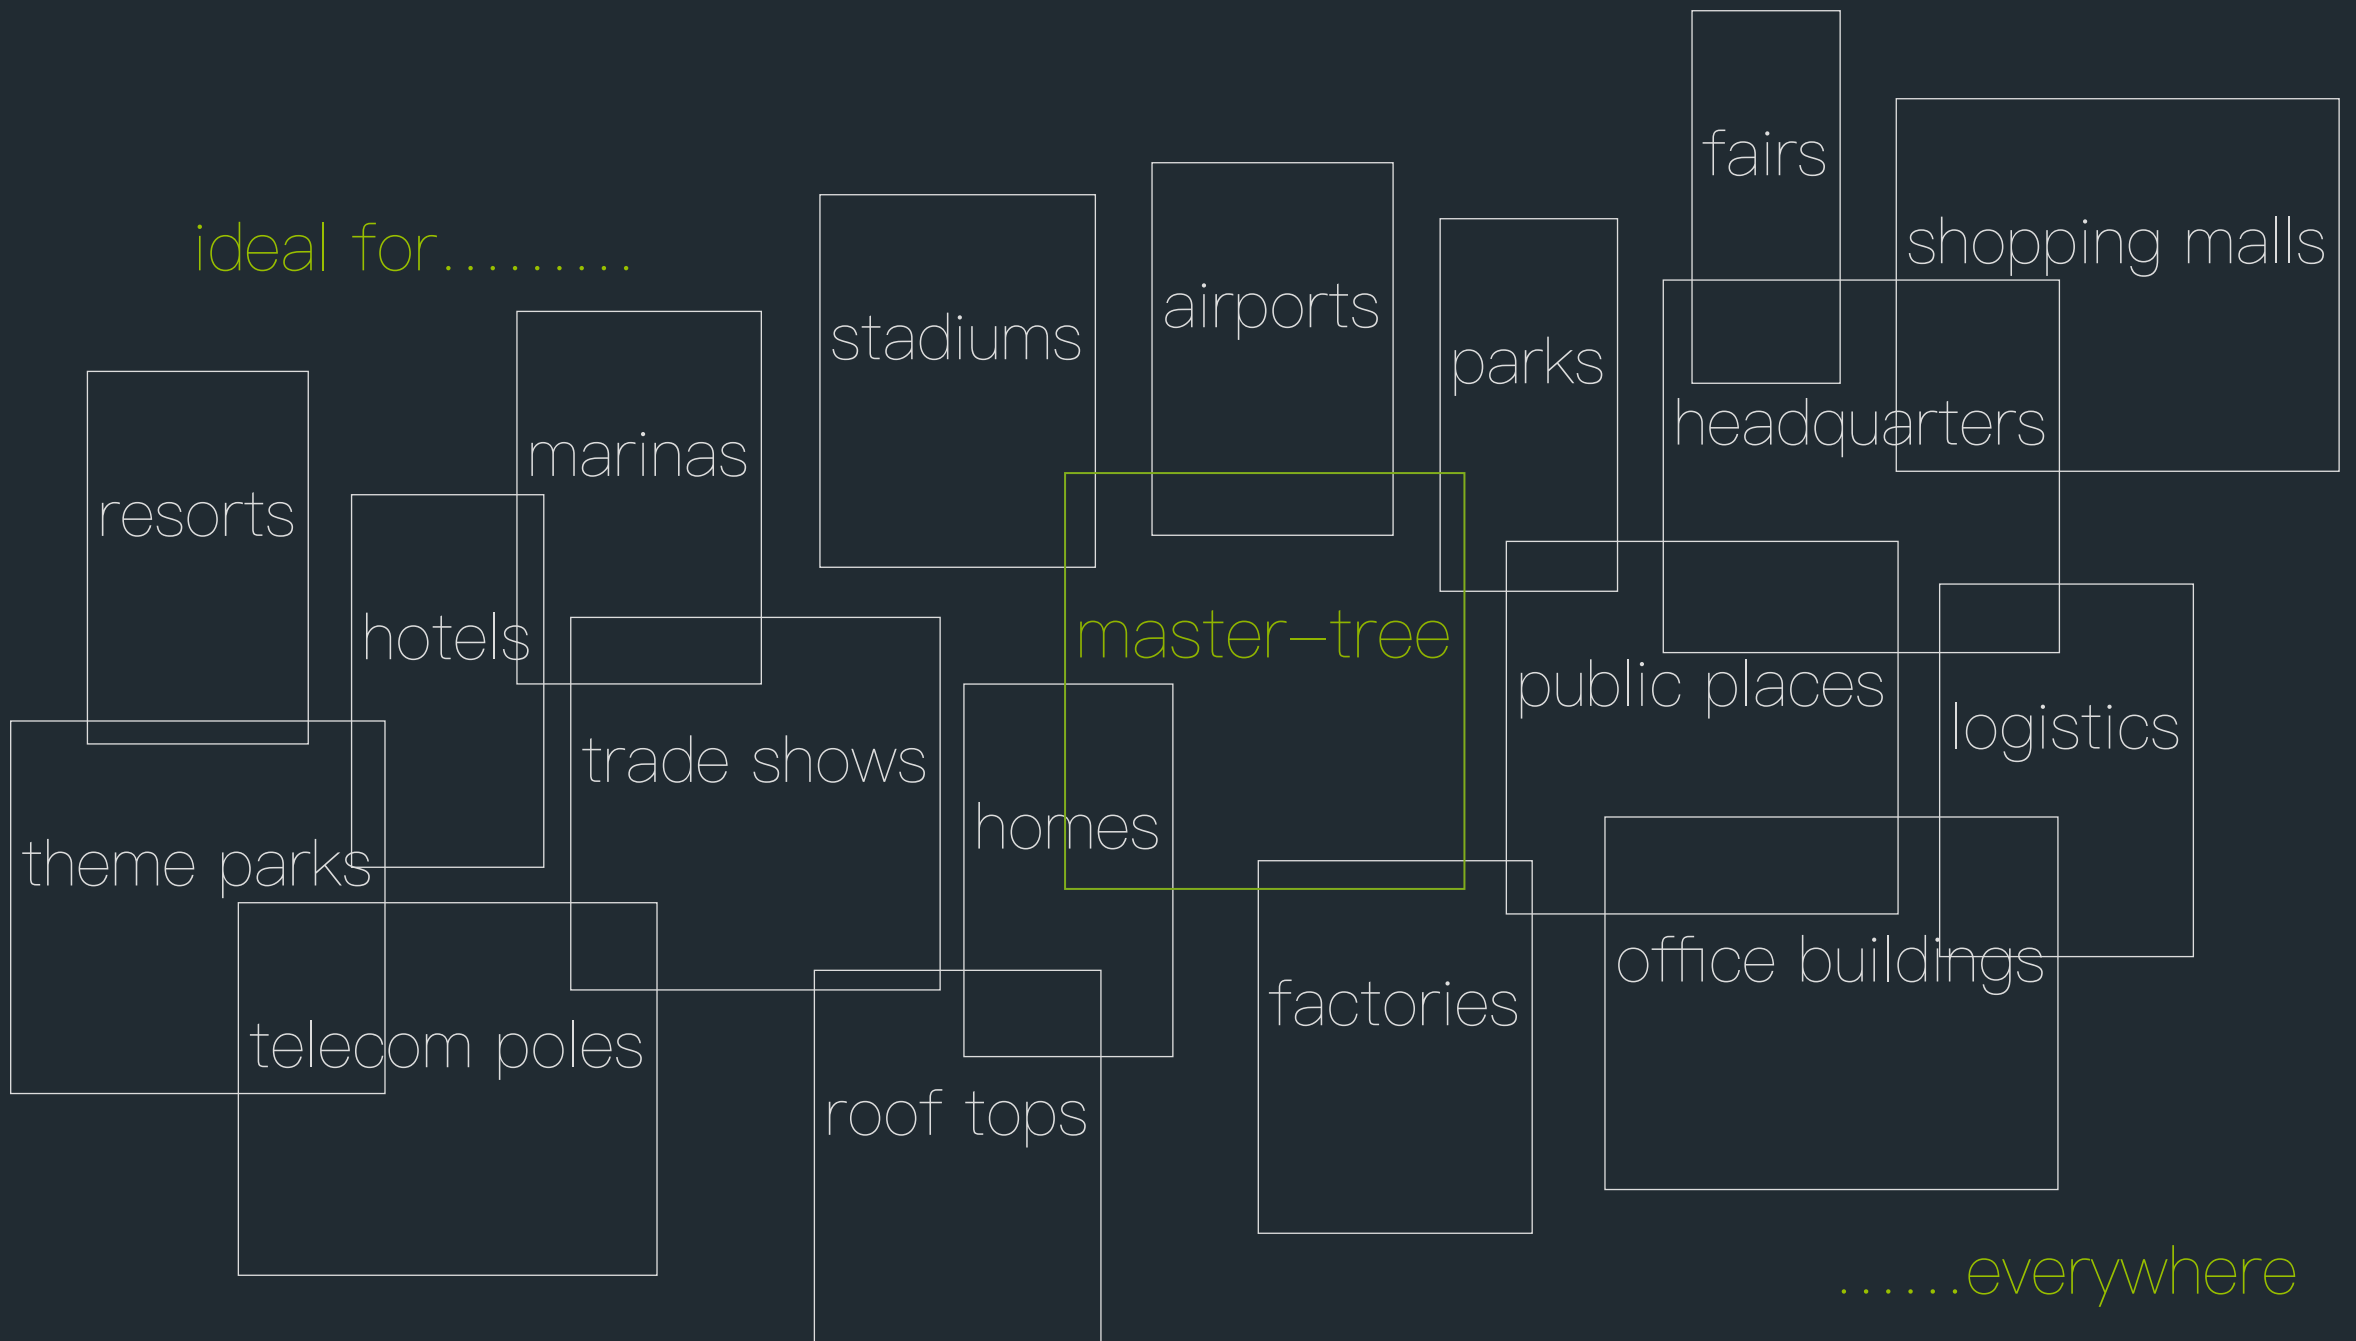 fairs
shopping malls
ideal for.........
airports
stadiums
parks
headquarters
marinas
resorts
hotels
master–tree
public places
logistics
trade shows
homes
theme parks
office buildings
factories
telecom poles
roof tops
......everywhere